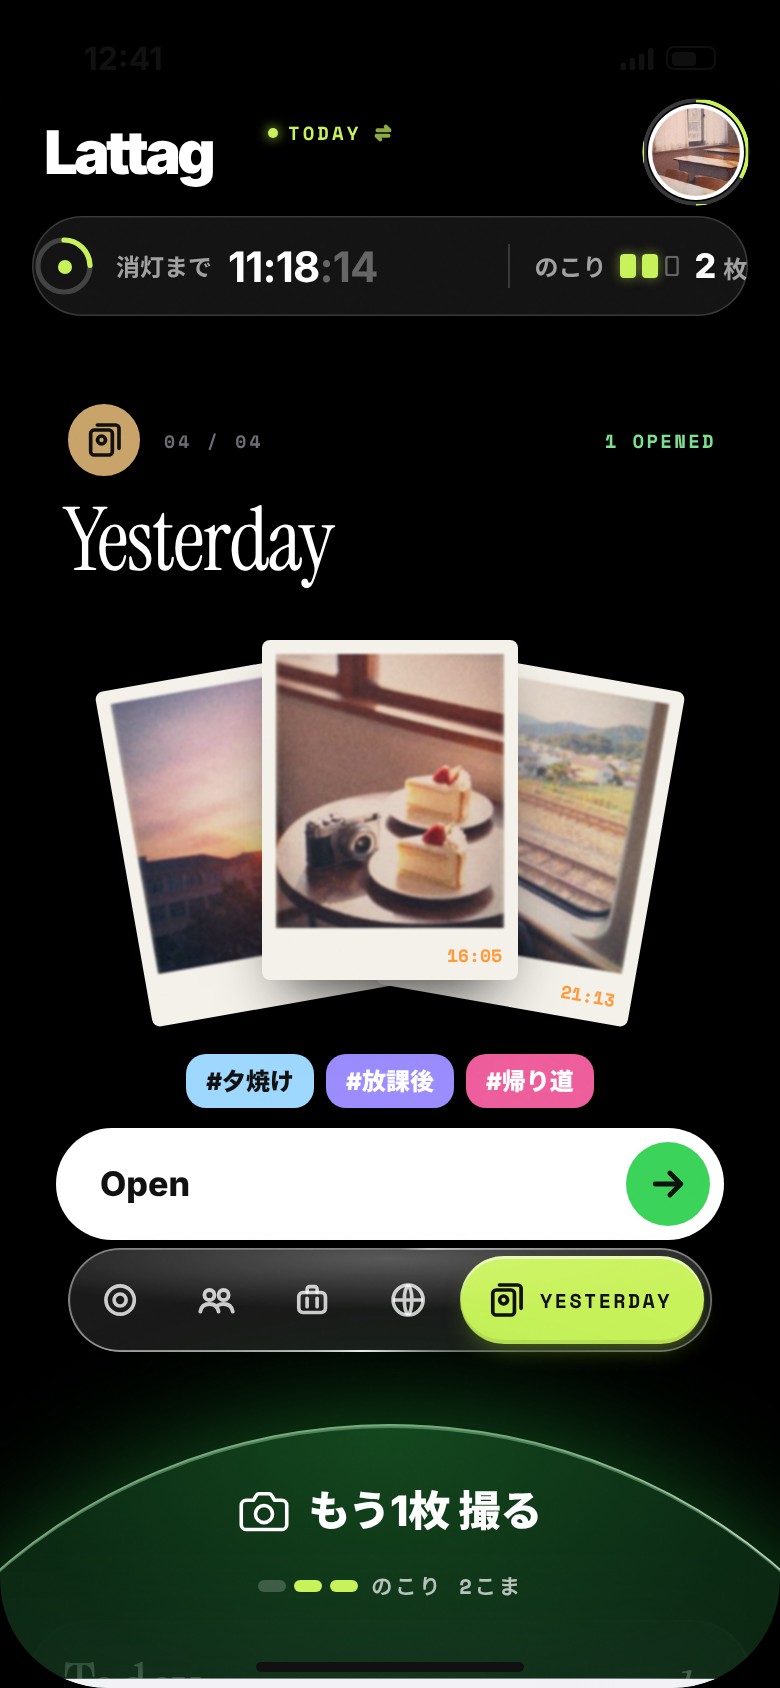 12:41
Lattag
TODAY
消灯まで 11:18:14
のこり 2 枚
04 / 04
1 OPENED
Yesterday
16:05
21:13
#夕焼け #放課後 #帰り道
Open
YESTERDAY
もう1枚 撮る
のこり 2こま